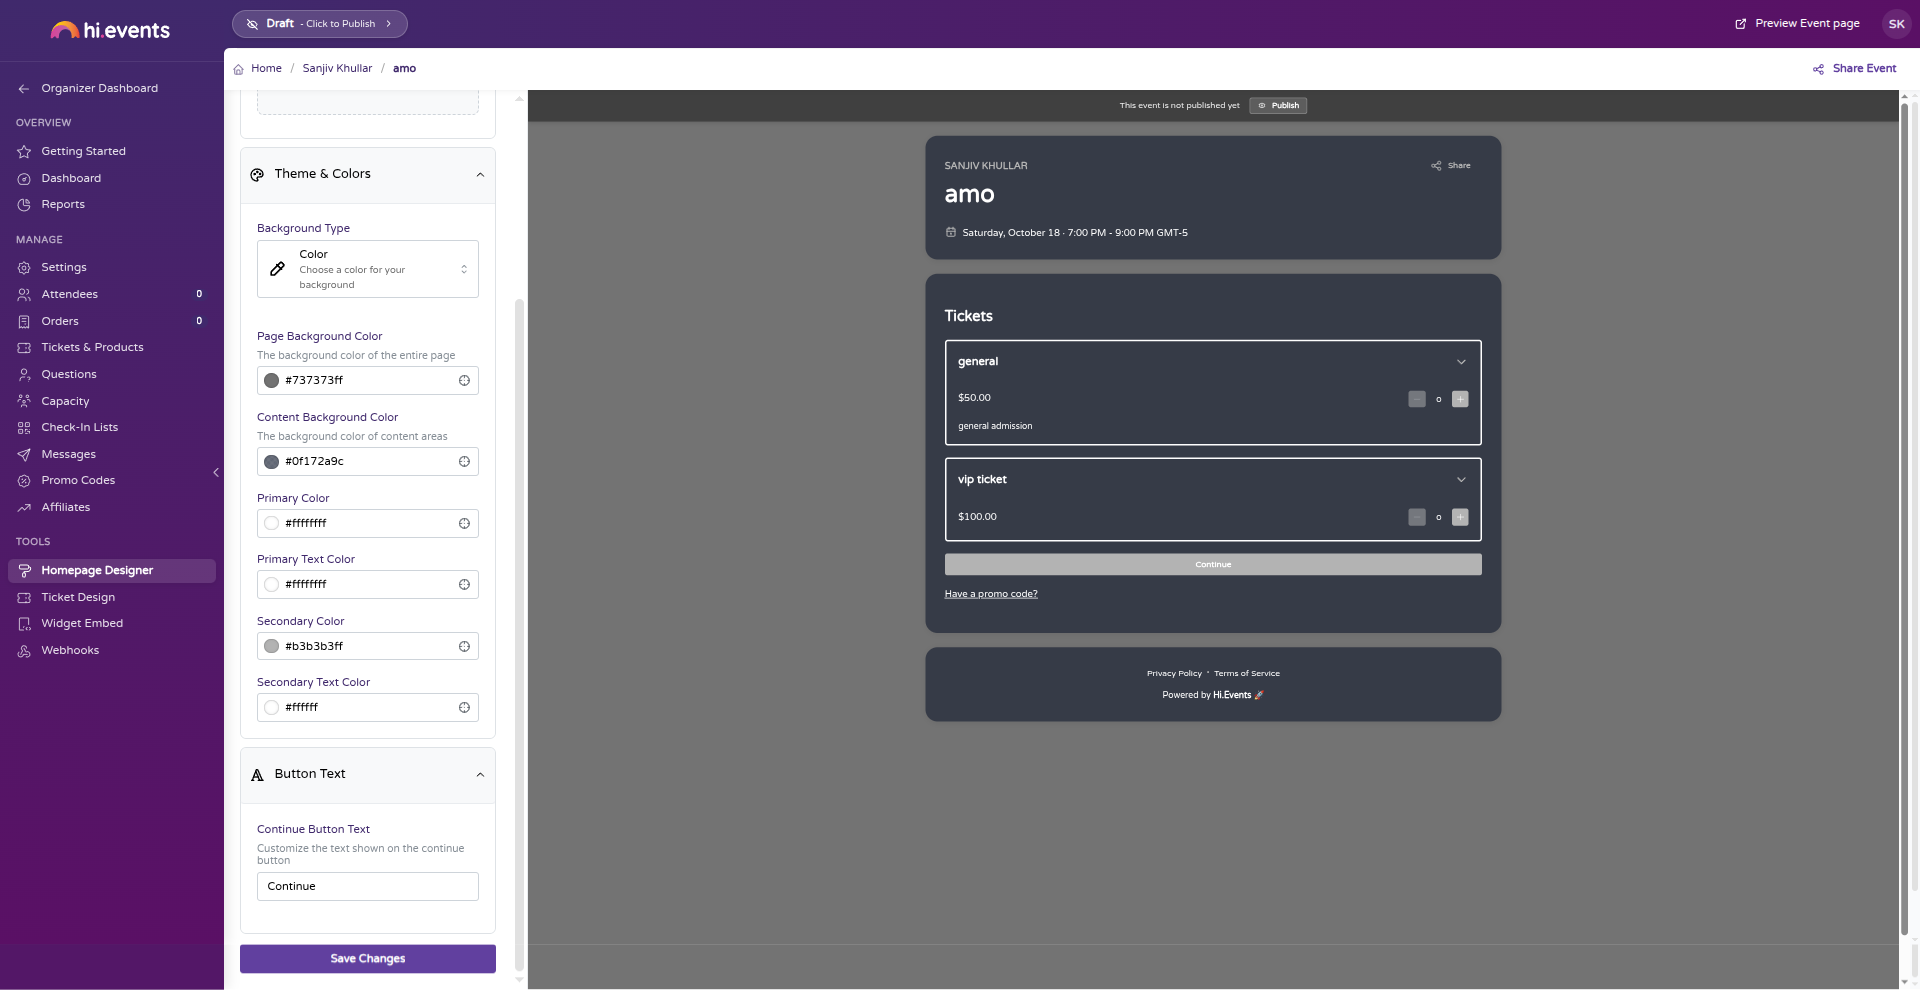 hi.events
Draft - Click to Publish
Preview Event page
SK
Home / Sanjiv Khullar / amo
Share Event
Organizer Dashboard
OVERVIEW
Getting Started
Dashboard
Reports
MANAGE
Settings
Attendees 0
Orders 0
Tickets & Products
Questions
Capacity
Check-In Lists
Messages
Promo Codes
Affiliates
TOOLS
Homepage Designer
Ticket Design
Widget Embed
Webhooks
Theme & Colors
Background Type
Color
Choose a color for your
background
Page Background Color
The background color of the entire page
#737373ff
Content Background Color
The background color of content areas
#0f172a9c
Primary Color
#ffffffff
Primary Text Color
#ffffffff
Secondary Color
#b3b3b3ff
Secondary Text Color
#ffffff
Button Text
Continue Button Text
Customize the text shown on the continue
button
Continue
Save Changes
This event is not published yet
Publish
SANJIV KHULLAR
Share
amo
Saturday, October 18 · 7:00 PM - 9:00 PM GMT-5
Tickets
general
$50.00
0
general admission
vip ticket
$100.00
0
Continue
Have a promo code?
Privacy Policy • Terms of Service
Powered by Hi.Events 🚀